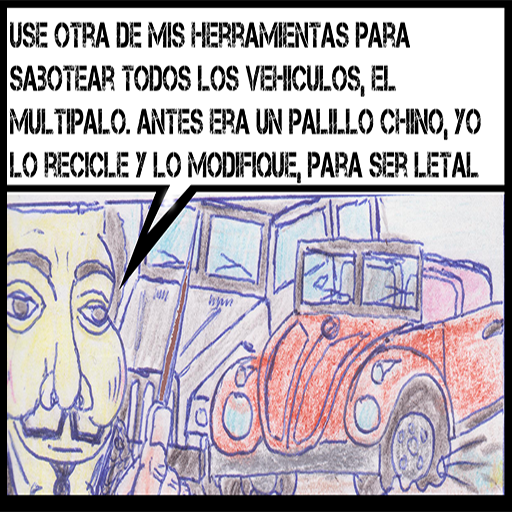 USE OTRA DE MIS HERRAMIENTAS PARA
SABOTEAR TODOS LOS VEHICULOS, EL
MULTIPALO. ANTES ERA UN PALILLO CHINO, YO
LO RECICLE Y LO MODIFIQUE, PARA SER LETAL